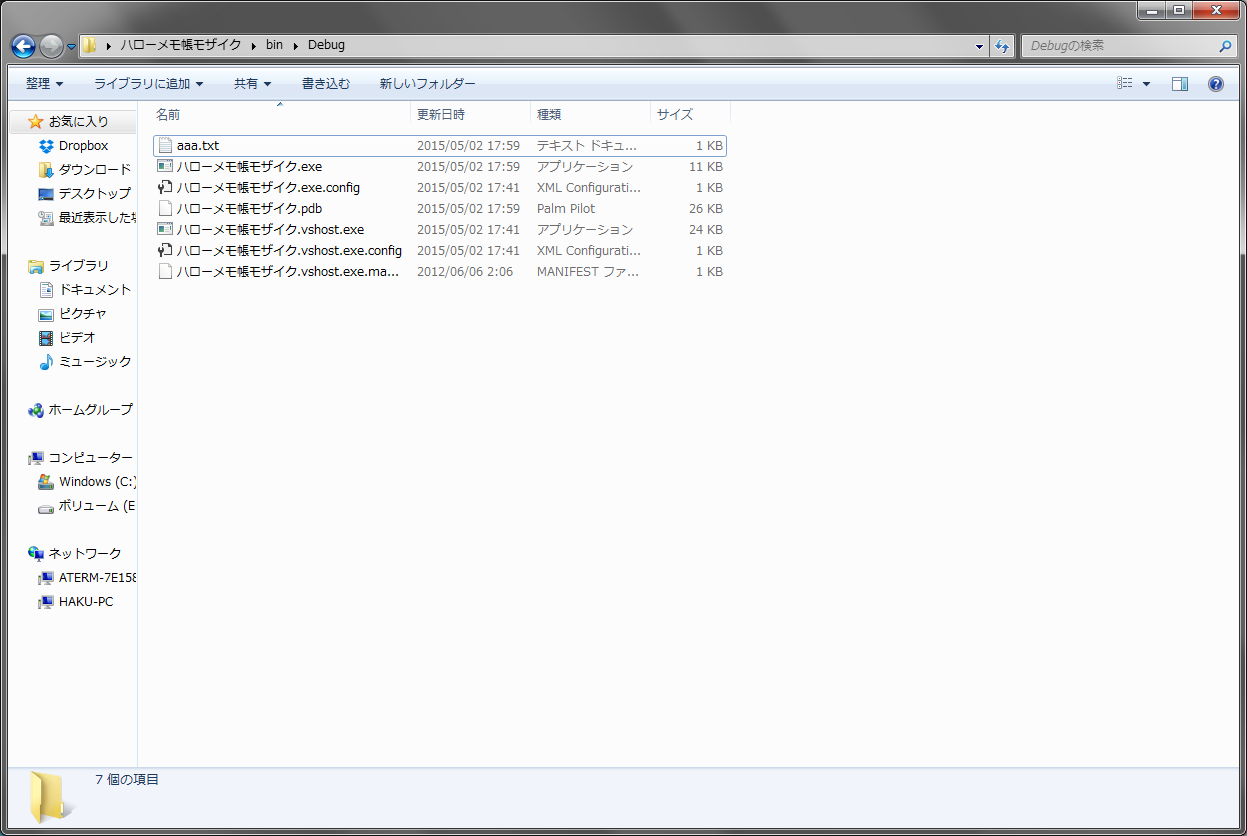 ハローメモ帳モザイク bin Debug Debugの検索
整理 ライブラリに追加 共有 書き込む 新しいフォルダー
お気に入り
Dropbox
ダウンロード
デスクトップ
最近表示した場
ライブラリ
ドキュメント
ピクチャ
ビデオ
ミュージック
ホームグループ
コンピューター
Windows (C:)
ボリューム (E
ネットワーク
ATERM-7E158
HAKU-PC
名前 更新日時 種類 サイズ
aaa.txt 2015/05/02 17:59 テキスト ドキュ... 1 KB
ハローメモ帳モザイク.exe 2015/05/02 17:59 アプリケーション 11 KB
ハローメモ帳モザイク.exe.config 2015/05/02 17:41 XML Configurati... 1 KB
ハローメモ帳モザイク.pdb 2015/05/02 17:59 Palm Pilot 26 KB
ハローメモ帳モザイク.vshost.exe 2015/05/02 17:41 アプリケーション 24 KB
ハローメモ帳モザイク.vshost.exe.config 2015/05/02 17:41 XML Configurati... 1 KB
ハローメモ帳モザイク.vshost.exe.ma... 2012/06/06 2:06 MANIFEST ファ... 1 KB
7 個の項目